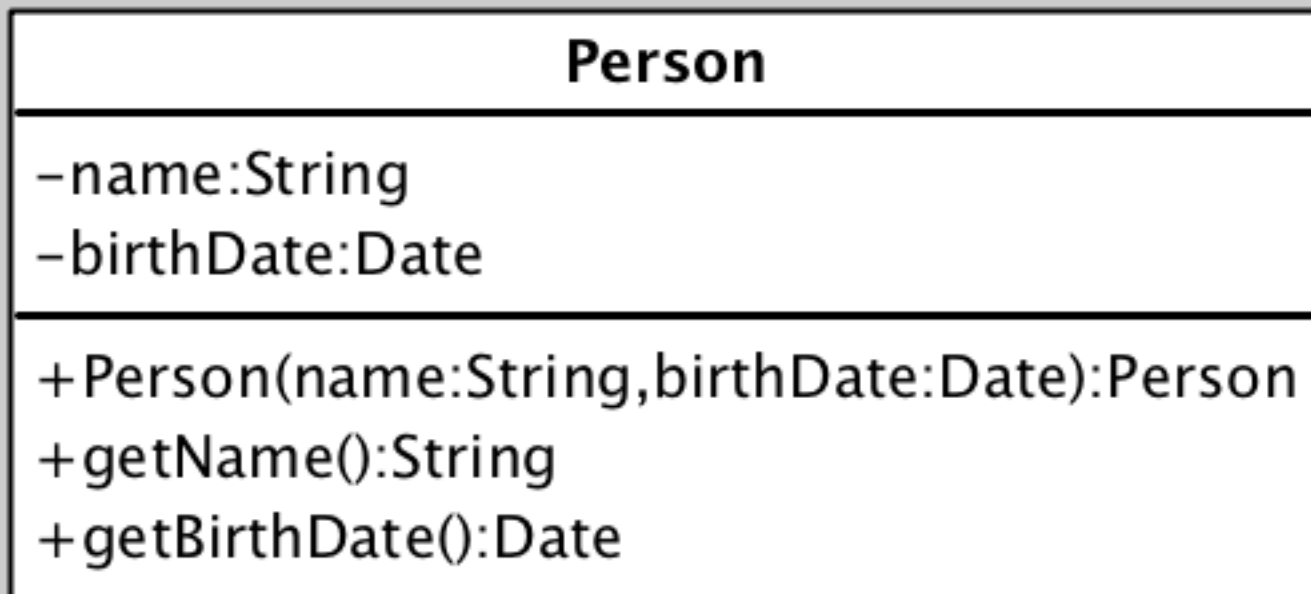 Person
-name:String
-birthDate:Date
+Person(name:String,birthDate:Date):Person
+getName():String
+getBirthDate():Date